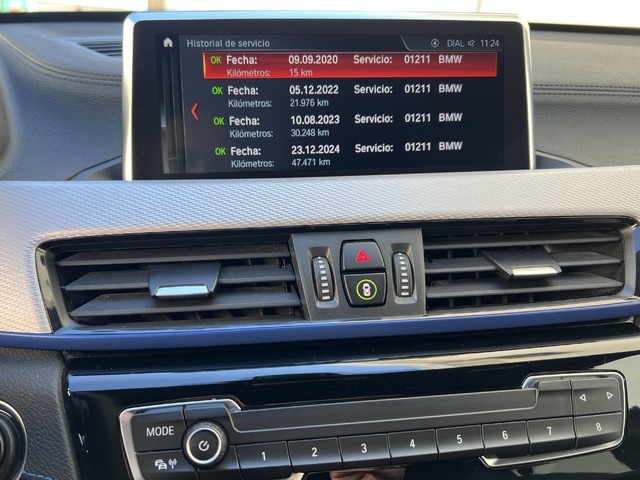 Historial de servicio DIAL 11:24
OK Fecha: 09.09.2020 Servicio: 01211 BMW
Kilómetros: 15 km
OK Fecha: 05.12.2022 Servicio: 01211 BMW
Kilómetros: 21.976 km
OK Fecha: 10.08.2023 Servicio: 01211 BMW
Kilómetros: 30.248 km
OK Fecha: 23.12.2024 Servicio: 01211 BMW
Kilómetros: 47.471 km
MODE
1 2 3 4 5 6 7 8